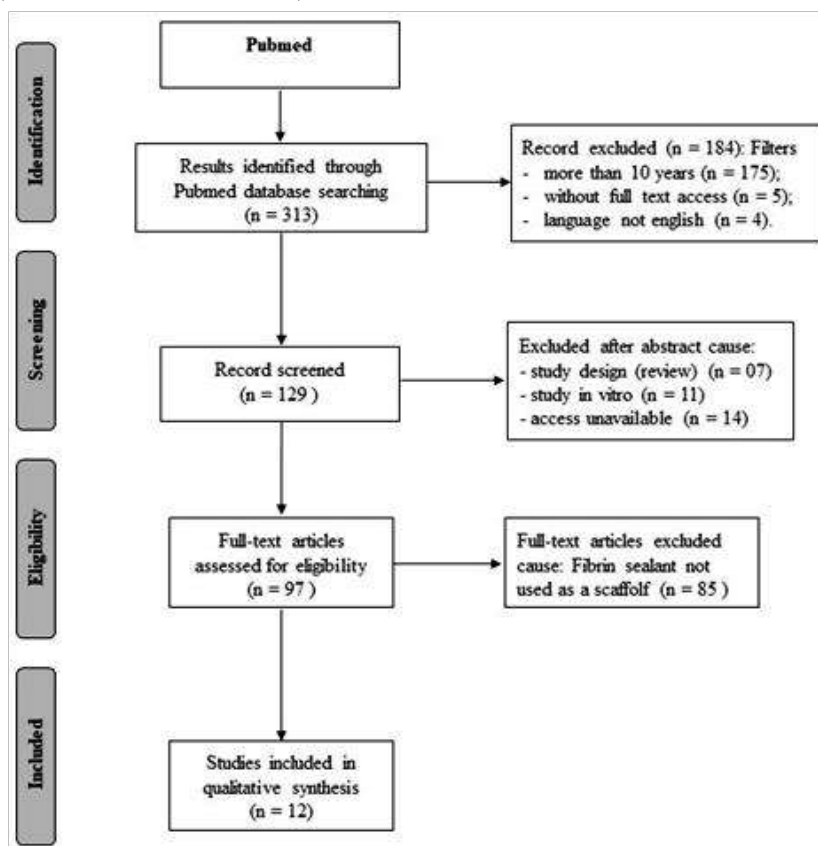 Identification
Pubmed
Results identified through
Pubmed database searching
(n = 313)
Record excluded (n = 184): Filters
- more than 10 years (n = 175);
- without full text access (n = 5);
- language not english (n = 4).
Screening
Record screened
(n = 129 )
Excluded after abstract cause:
- study design (review) (n = 07)
- study in vitro (n = 11)
- access unavailable (n = 14)
Eligibility
Full-text articles
assessed for eligibility
(n = 97 )
Full-text articles excluded
cause: Fibrin sealant not
used as a scaffolf (n = 85 )
Included
Studies included in
qualitative synthesis
(n = 12)